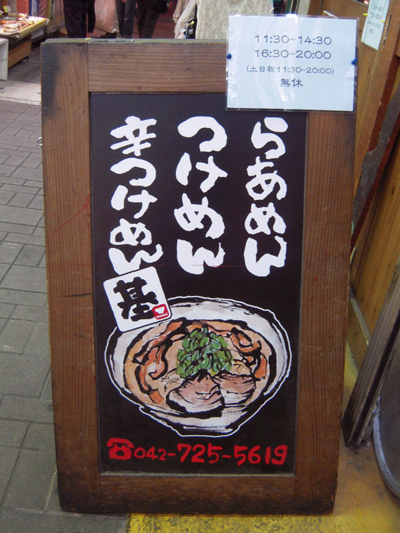 11:30~14:30
16:30~20:00
(土日祝11:30~20:00)
無休
らあめん
つけめん
辛つけめん
基
☎042-725-5619